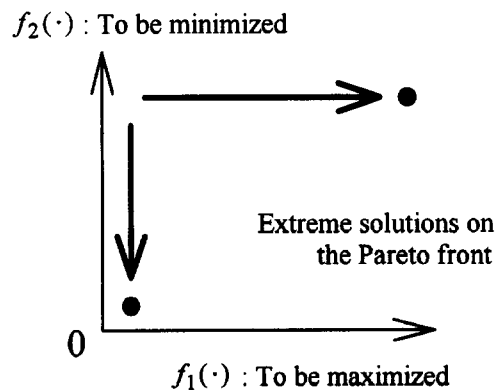 f₂(·) : To be minimized
Extreme solutions on
the Pareto front
0
f₁(·) : To be maximized